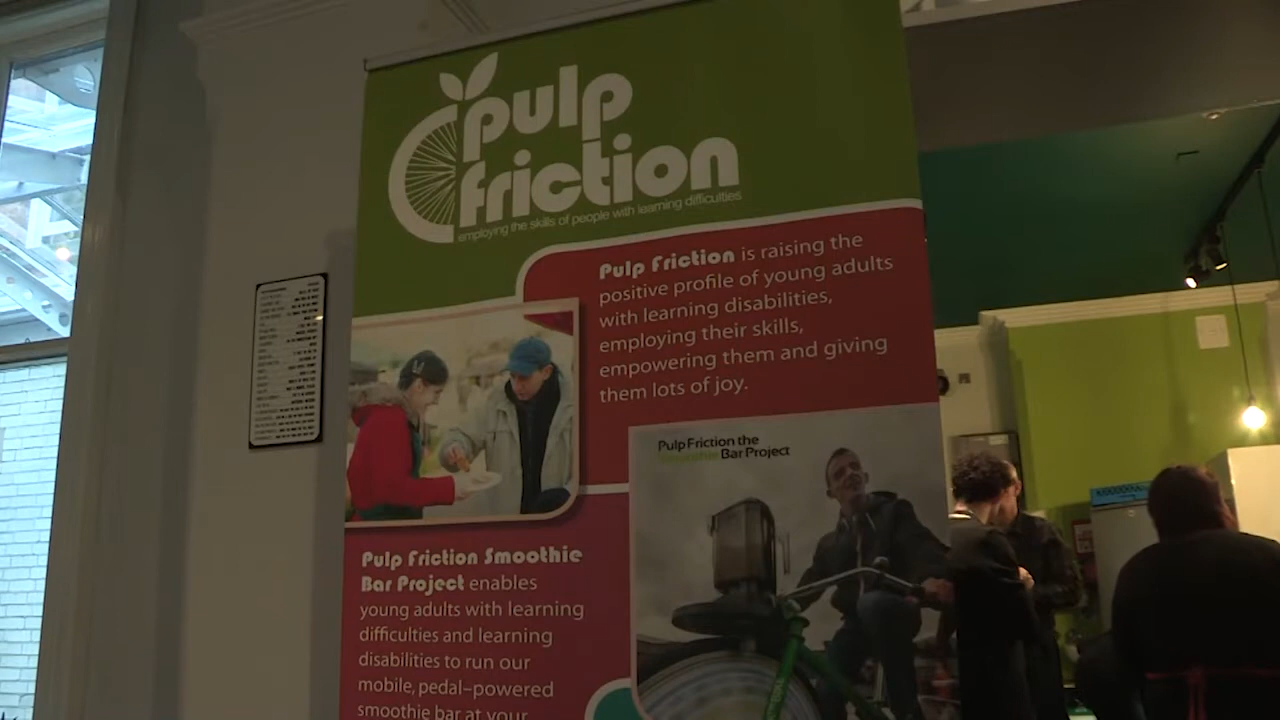 pulp
friction
employing the skills of people with learning difficulties
Pulp Friction is raising the
positive profile of young adults
with learning disabilities,
employing their skills,
empowering them and giving
them lots of joy.
Pulp Friction the
Smoothie Bar Project
Pulp Friction Smoothie
Bar Project enables
young adults with learning
difficulties and learning
disabilities to run our
mobile, pedal–powered
smoothie bar at your